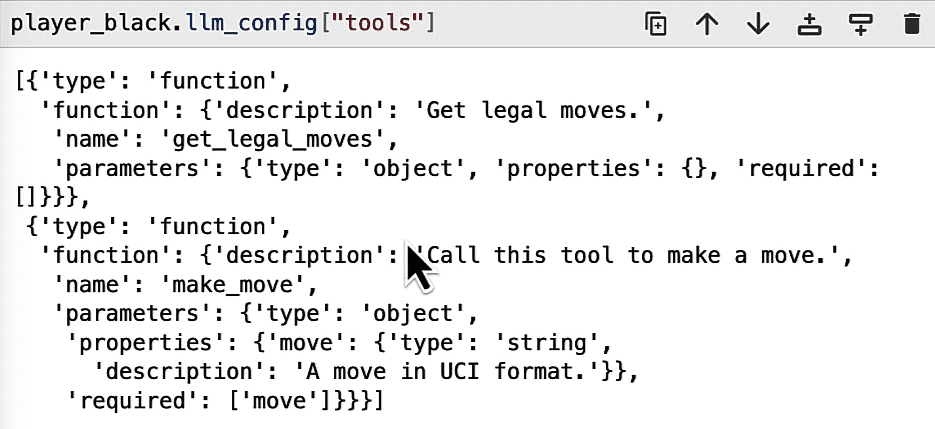 player_black.llm_config["tools"]
[{'type': 'function',
'function': {'description': 'Get legal moves.',
'name': 'get_legal_moves',
'parameters': {'type': 'object', 'properties': {}, 'required':
[]}}},
{'type': 'function',
'function': {'description': 'Call this tool to make a move.',
'name': 'make_move',
'parameters': {'type': 'object',
'properties': {'move': {'type': 'string',
'description': 'A move in UCI format.'}},
'required': ['move']}}}]